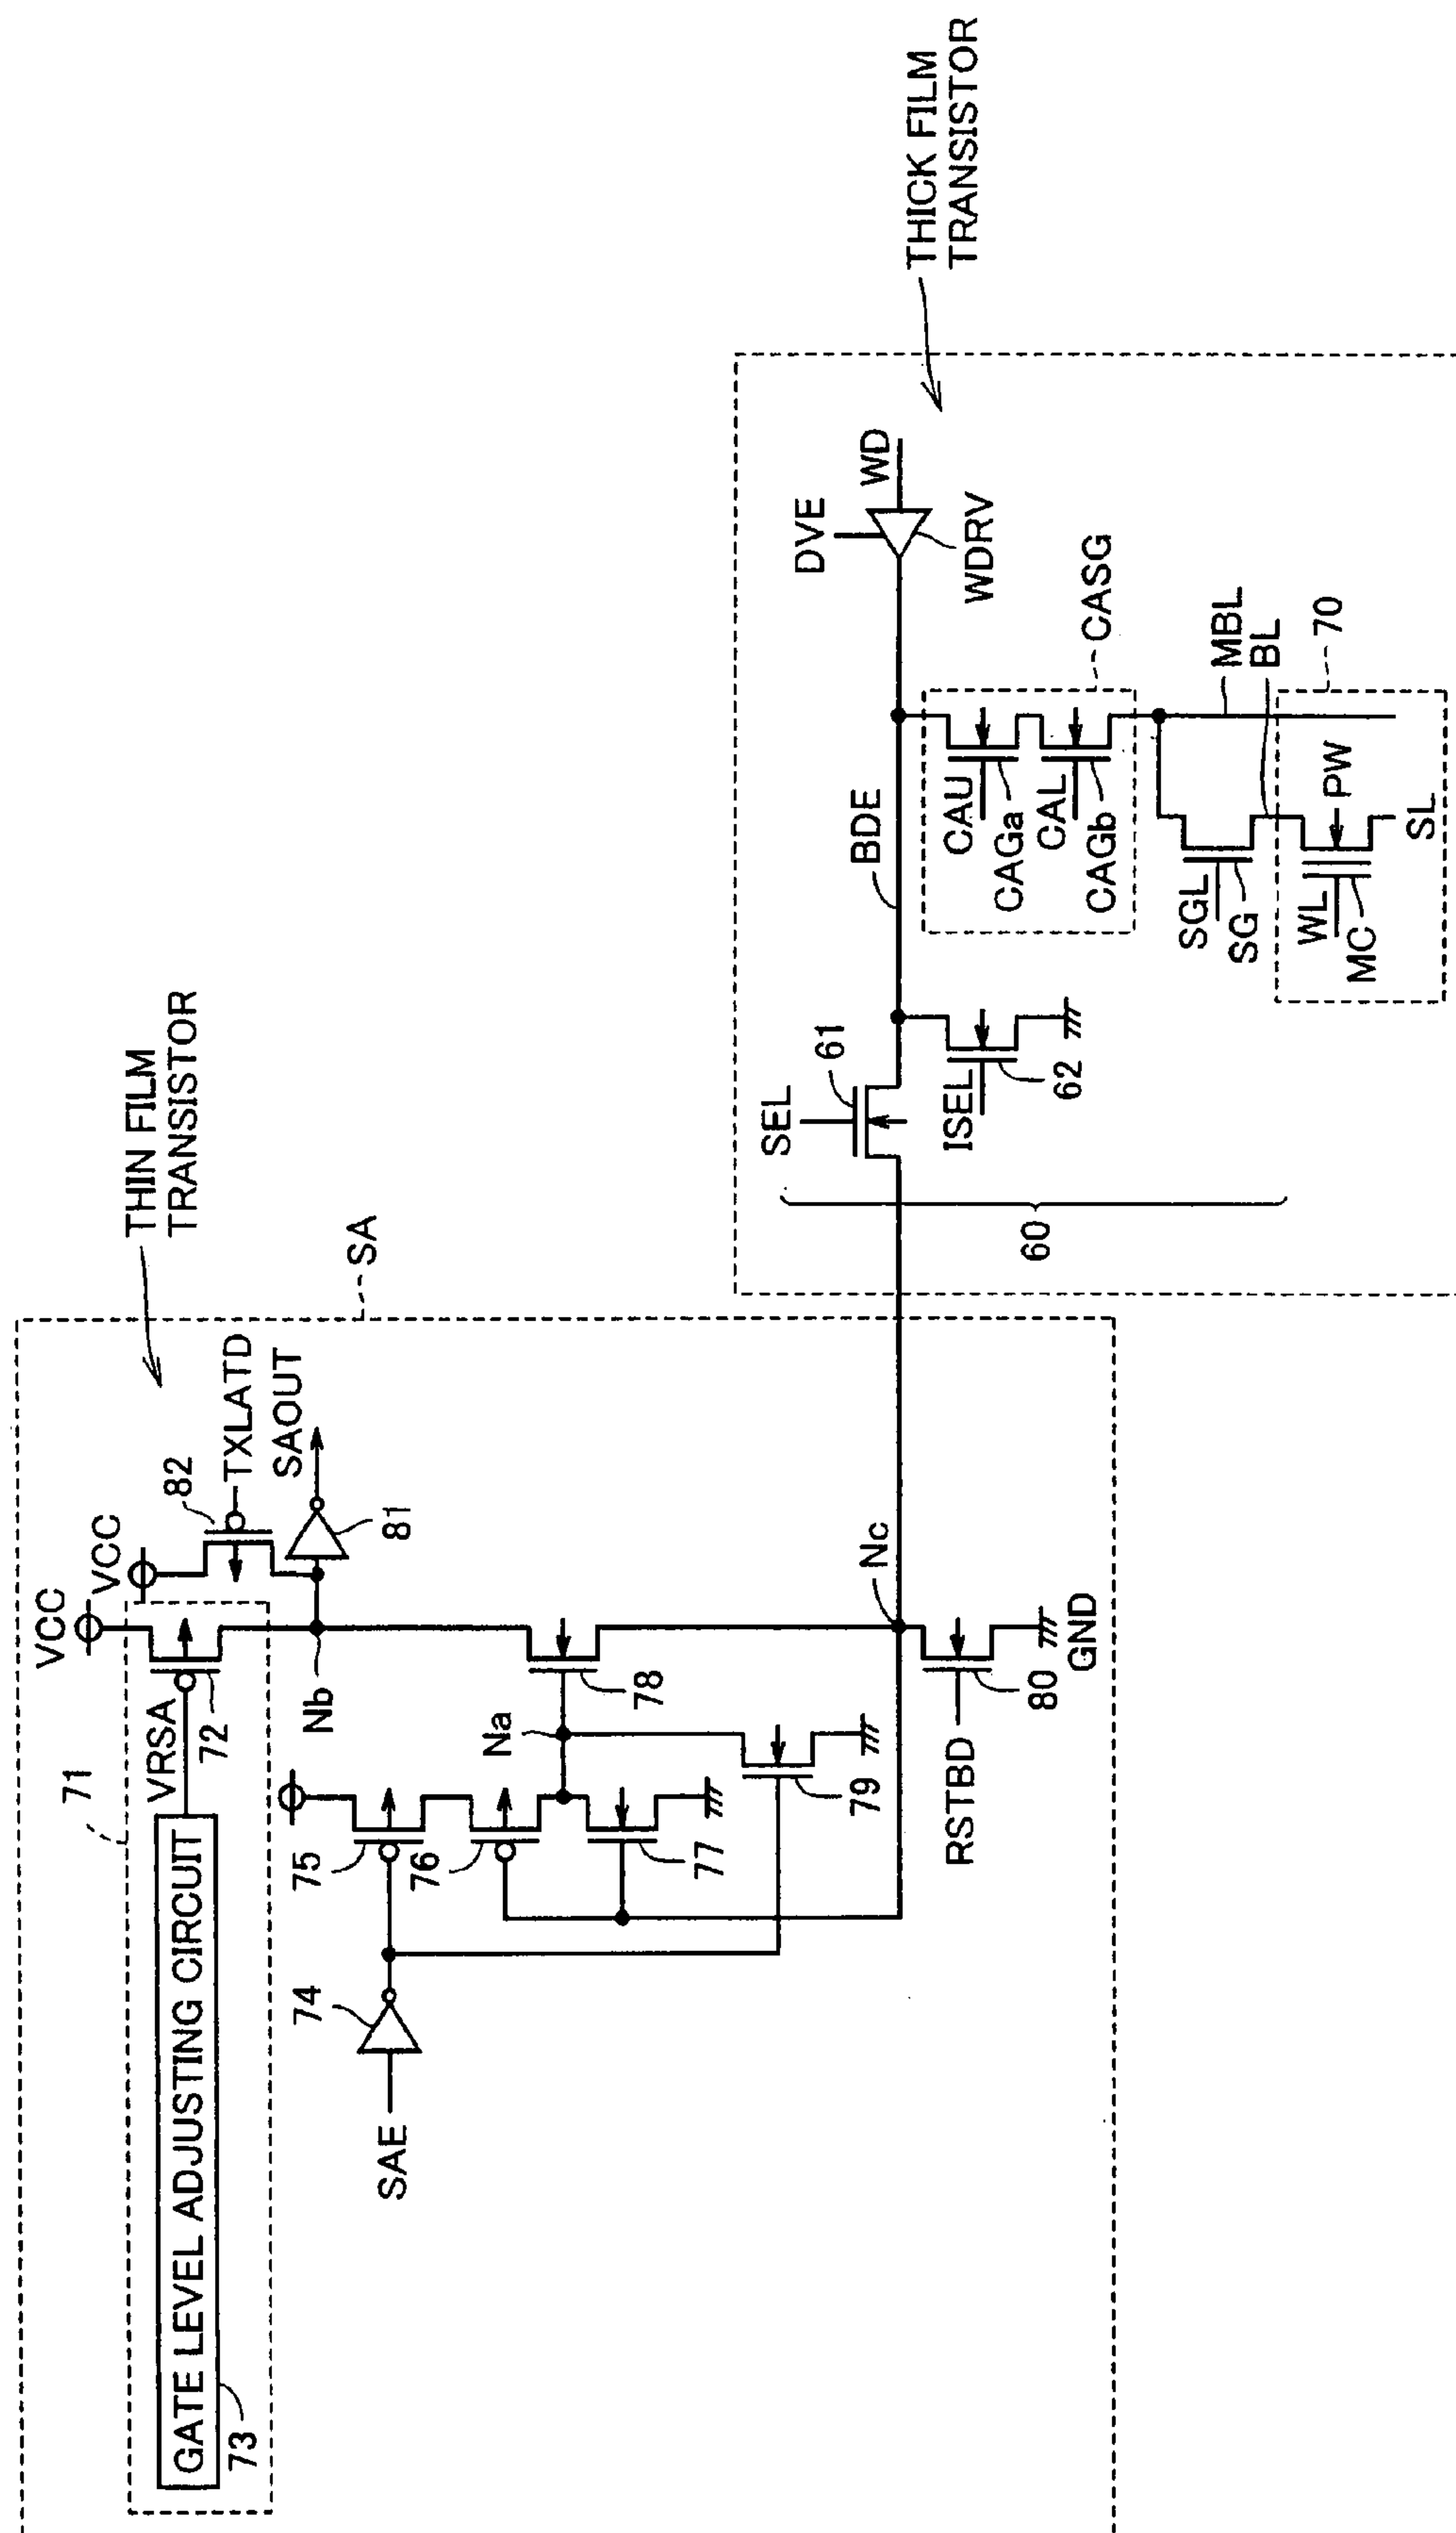 VCC
VCC
71
VRSA
72
GATE LEVEL ADJUSTING CIRCUIT
73
82
TXLATD
SAOUT
81
Nb
THIN FILM
TRANSISTOR
SA
Na
75
76
77
78
79
74
SAE
Nc
RSTBD
80
GND
THICK FILM
TRANSISTOR
SEL
61
ISEL
62
60
BDE
DVE
WD
WDRV
CASG
CAU
CAGa
CAL
CAGb
MBL
BL
SGL
SG
70
WL
MC
PW
SL